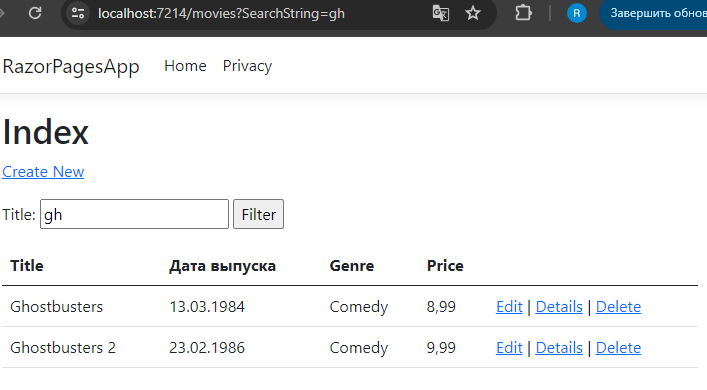 localhost:7214/movies?SearchString=gh R Завершить обнов
RazorPagesApp Home Privacy
Index
Create New
Title: gh Filter
Title Дата выпуска Genre Price
Ghostbusters 13.03.1984 Comedy 8,99 Edit | Details | Delete
Ghostbusters 2 23.02.1986 Comedy 9,99 Edit | Details | Delete